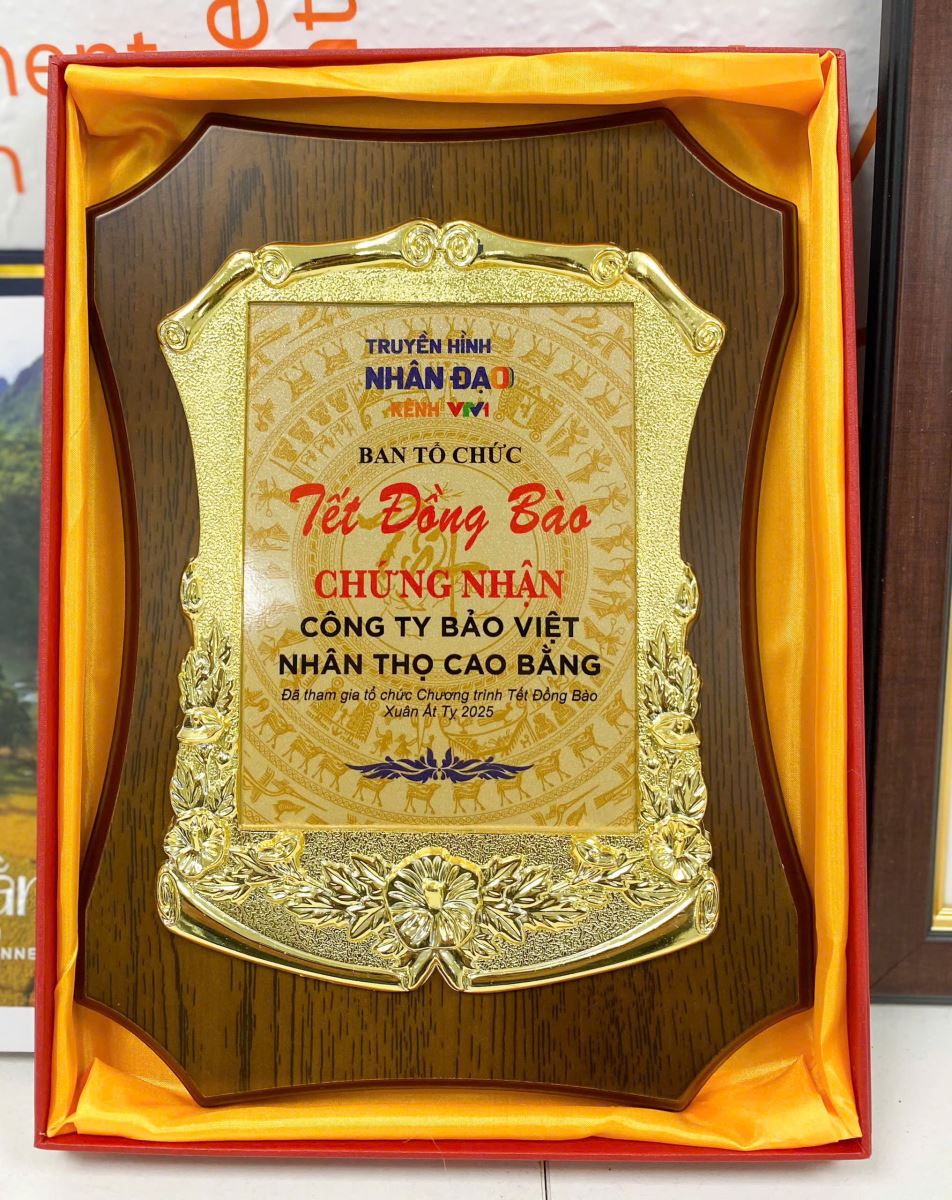 TRUYỀN HÌNH
NHÂN ĐẠO
KÊNH VTV1
BAN TỔ CHỨC
Tết Đồng Bào
CHỨNG NHẬN
CÔNG TY BẢO VIỆT
NHÂN THỌ CAO BẰNG
Đã tham gia tổ chức Chương trình Tết Đồng Bào
Xuân Ất Tỵ 2025